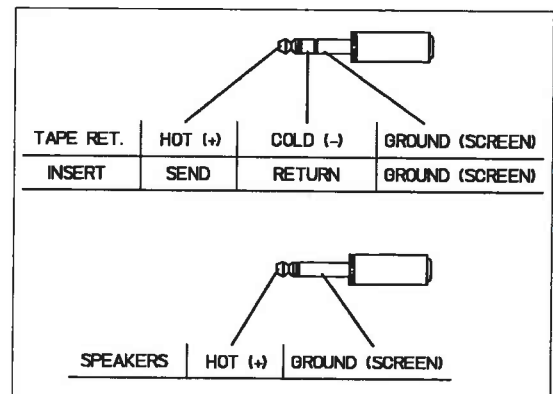 TAPE RET. HOT (+) COLD (-) GROUND (SCREEN)
INSERT SEND RETURN GROUND (SCREEN)
SPEAKERS HOT (+) GROUND (SCREEN)